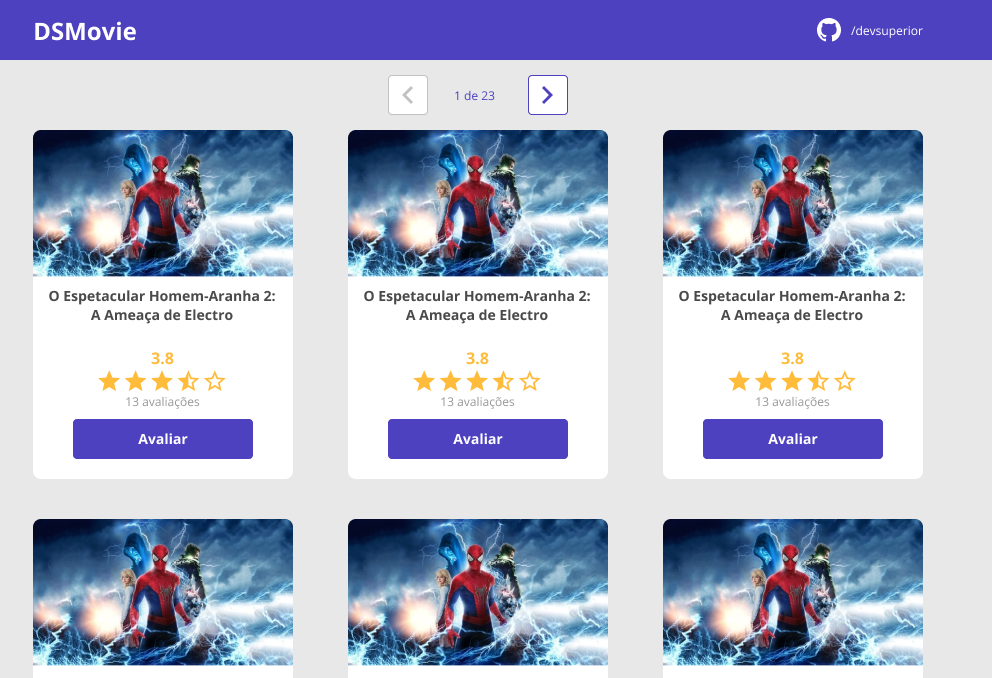 DSMovie
/devsuperior
1 de 23
O Espetacular Homem-Aranha 2:
A Ameaça de Electro
3.8
13 avaliações
Avaliar
O Espetacular Homem-Aranha 2:
A Ameaça de Electro
3.8
13 avaliações
Avaliar
O Espetacular Homem-Aranha 2:
A Ameaça de Electro
3.8
13 avaliações
Avaliar